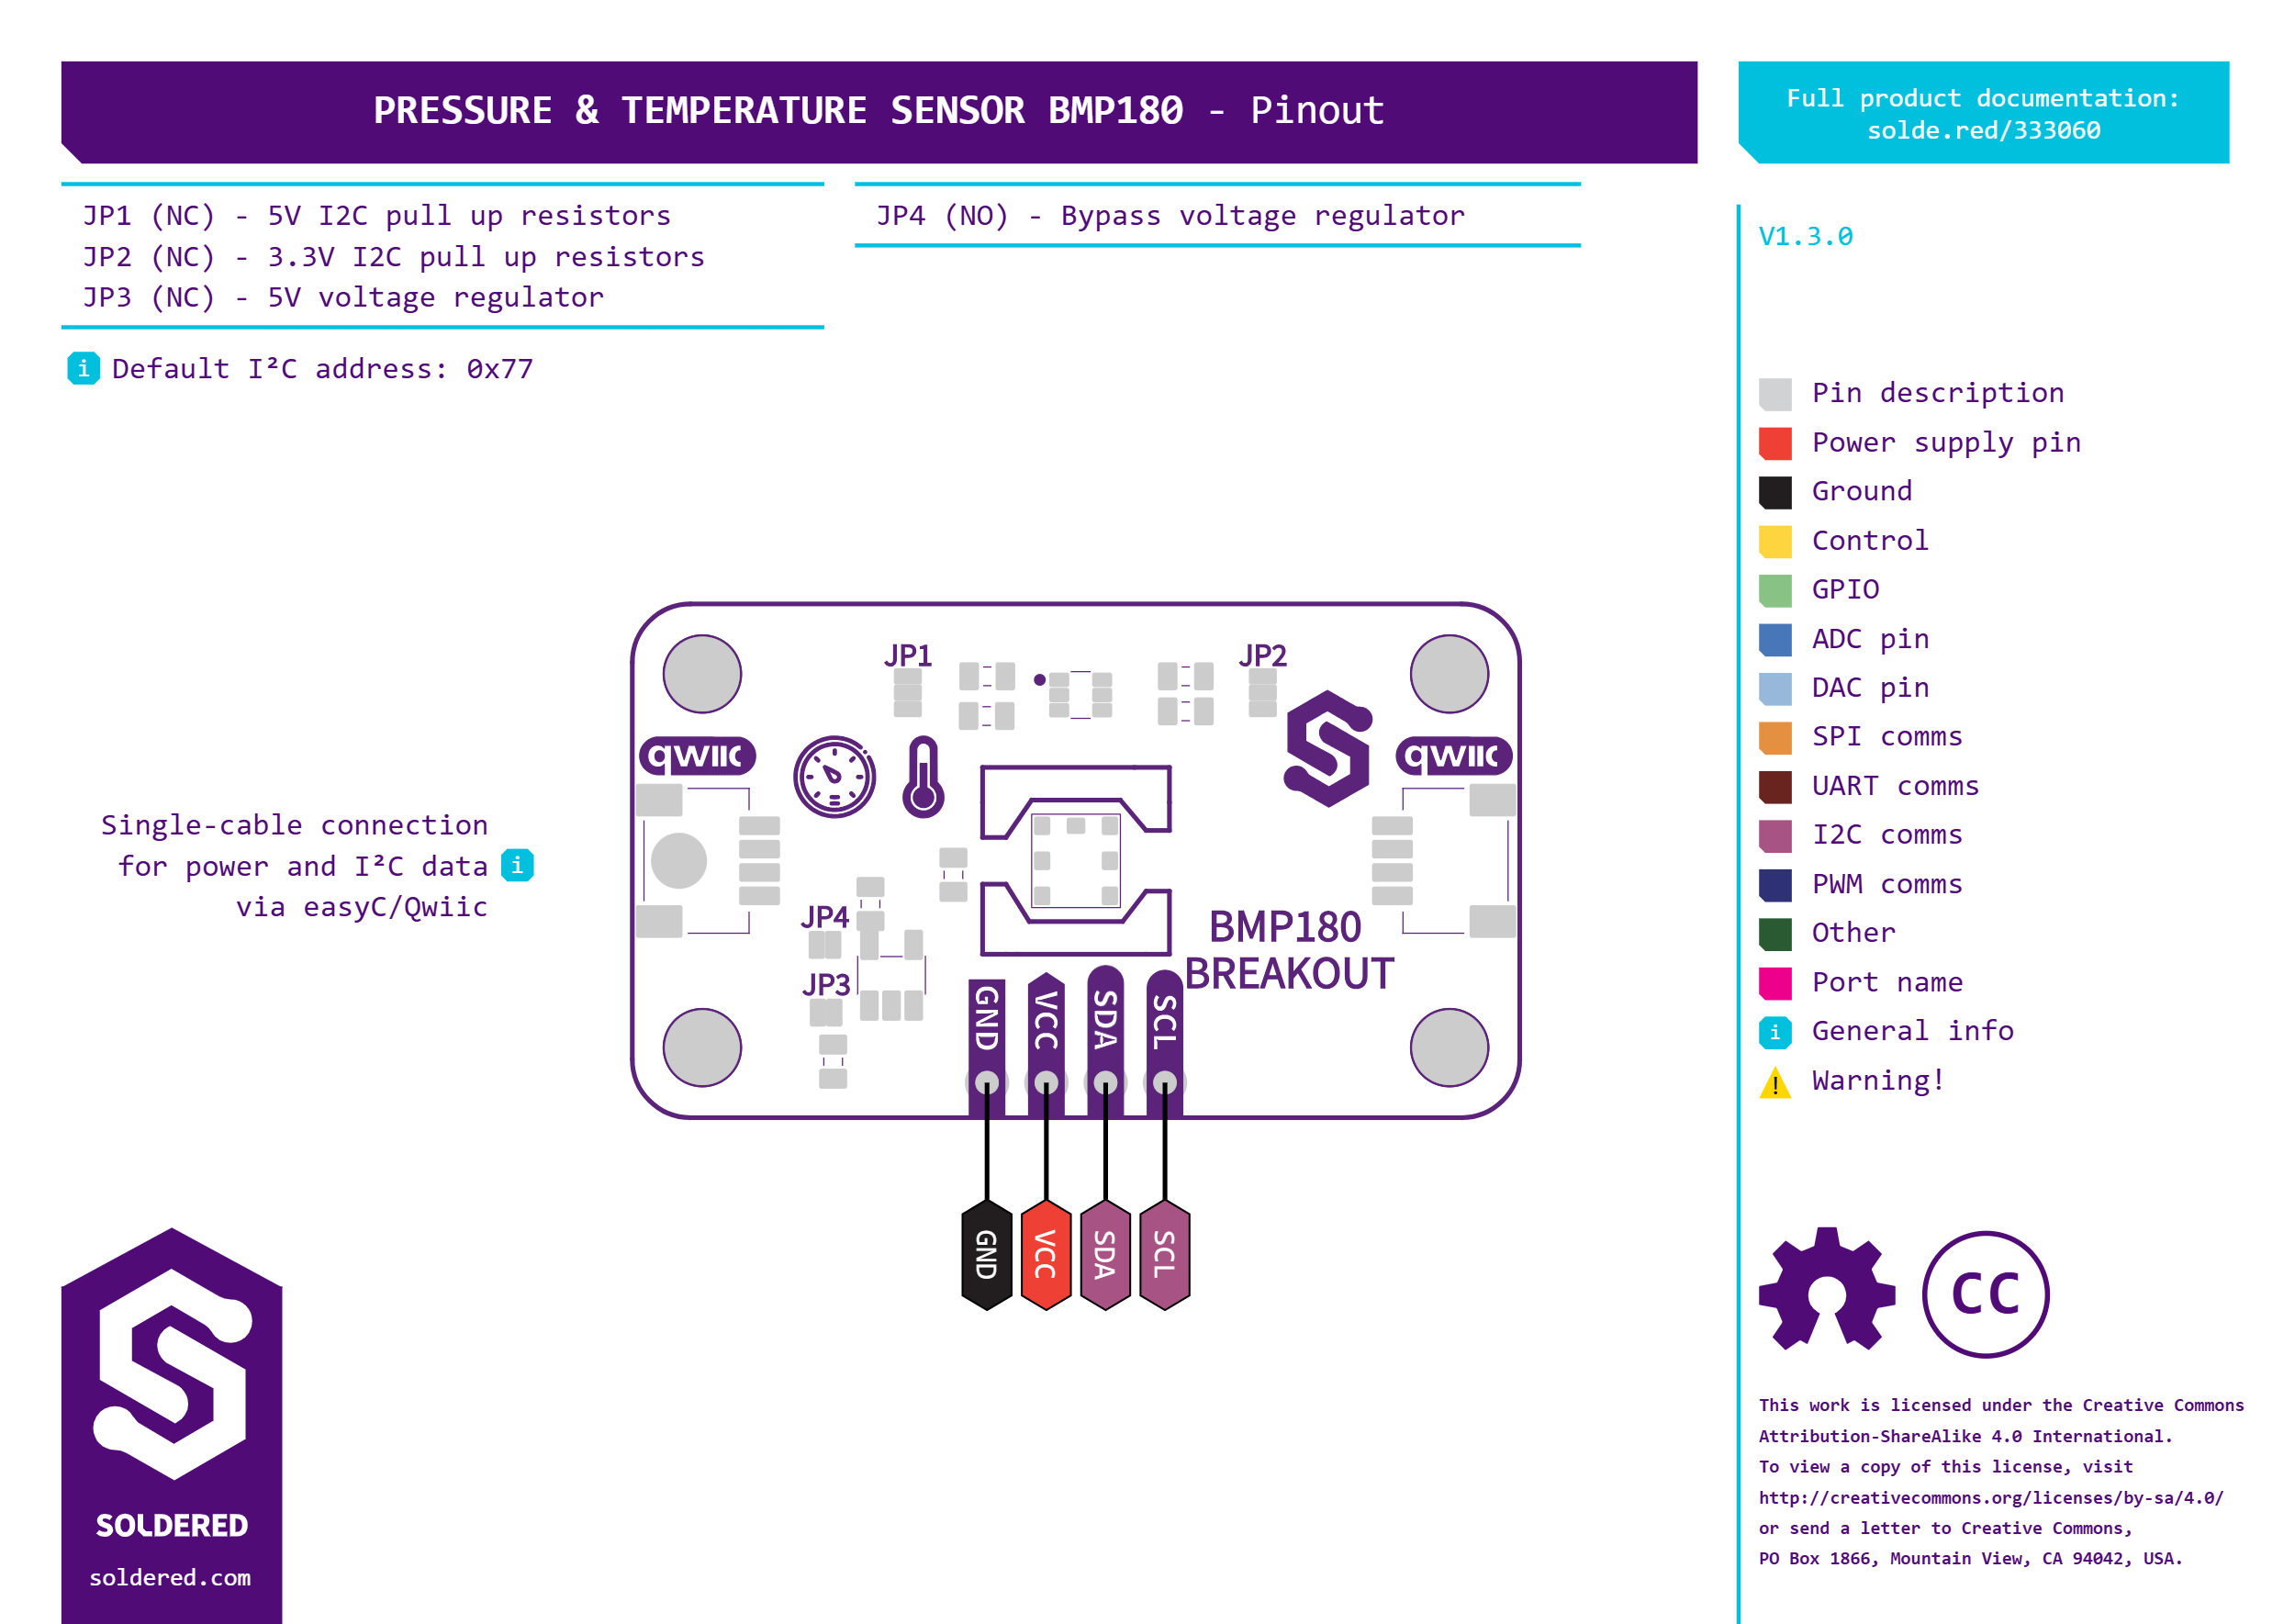 PRESSURE & TEMPERATURE SENSOR BMP180 - Pinout
Full product documentation:
solde.red/333060
JP1 (NC) - 5V I2C pull up resistors
JP2 (NC) - 3.3V I2C pull up resistors
JP3 (NC) - 5V voltage regulator
JP4 (NO) - Bypass voltage regulator
V1.3.0
i Default I²C address: 0x77
Pin description
Power supply pin
Ground
Control
GPIO
ADC pin
DAC pin
SPI comms
UART comms
I2C comms
PWM comms
Other
Port name
i General info
! Warning!
Single-cable connection
for power and I²C data i
via easyC/Qwiic
JP1
JP2
qwiic
qwiic
JP4
JP3
BMP180
BREAKOUT
GND
VCC
SDA
SCL
GND
VCC
SDA
SCL
SOLDERED
soldered.com
CC
This work is licensed under the Creative Commons
Attribution-ShareAlike 4.0 International.
To view a copy of this license, visit
http://creativecommons.org/licenses/by-sa/4.0/
or send a letter to Creative Commons,
PO Box 1866, Mountain View, CA 94042, USA.